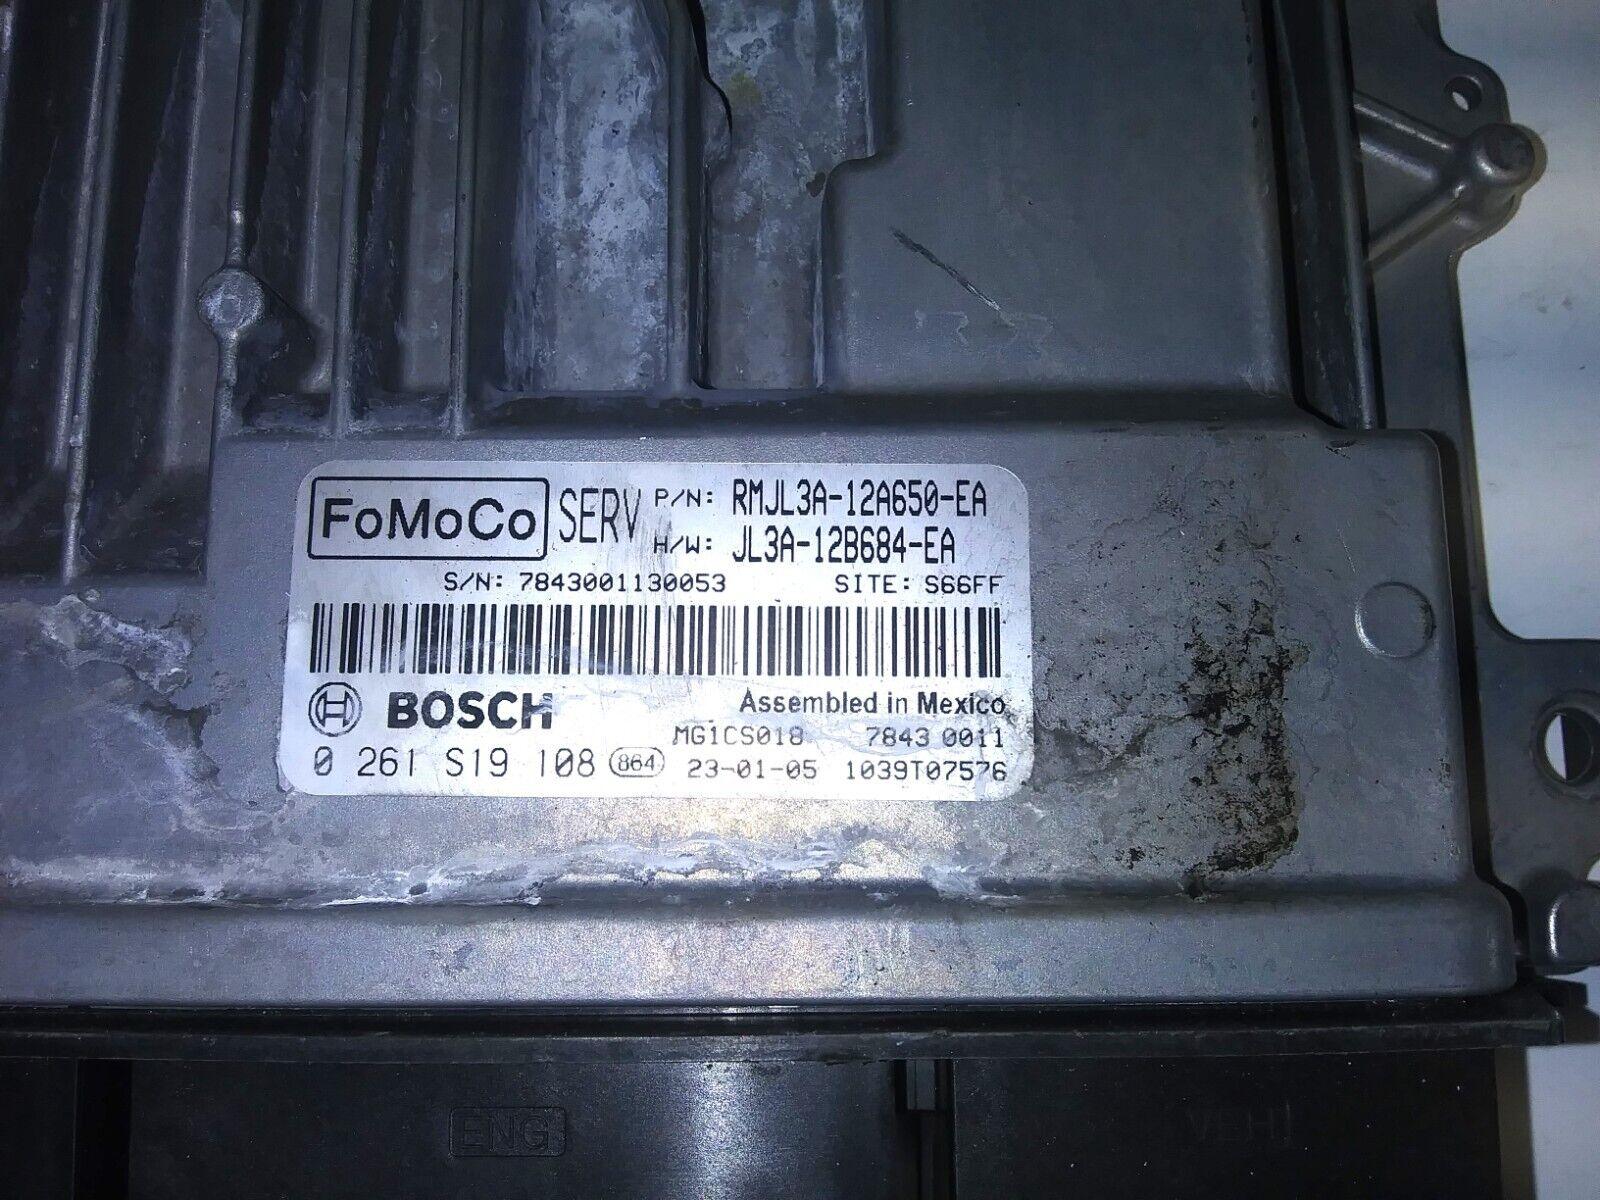 FoMoCo SERV P/N: RMJL3A-12A650-EA
H/W: JL3A-12B684-EA
S/N: 7843001130053 SITE: S66FF
BOSCH Assembled in Mexico
MG1CS018 7843 0011
0 261 S19 108 864 23-01-05 1039T07576
ENG VEHI